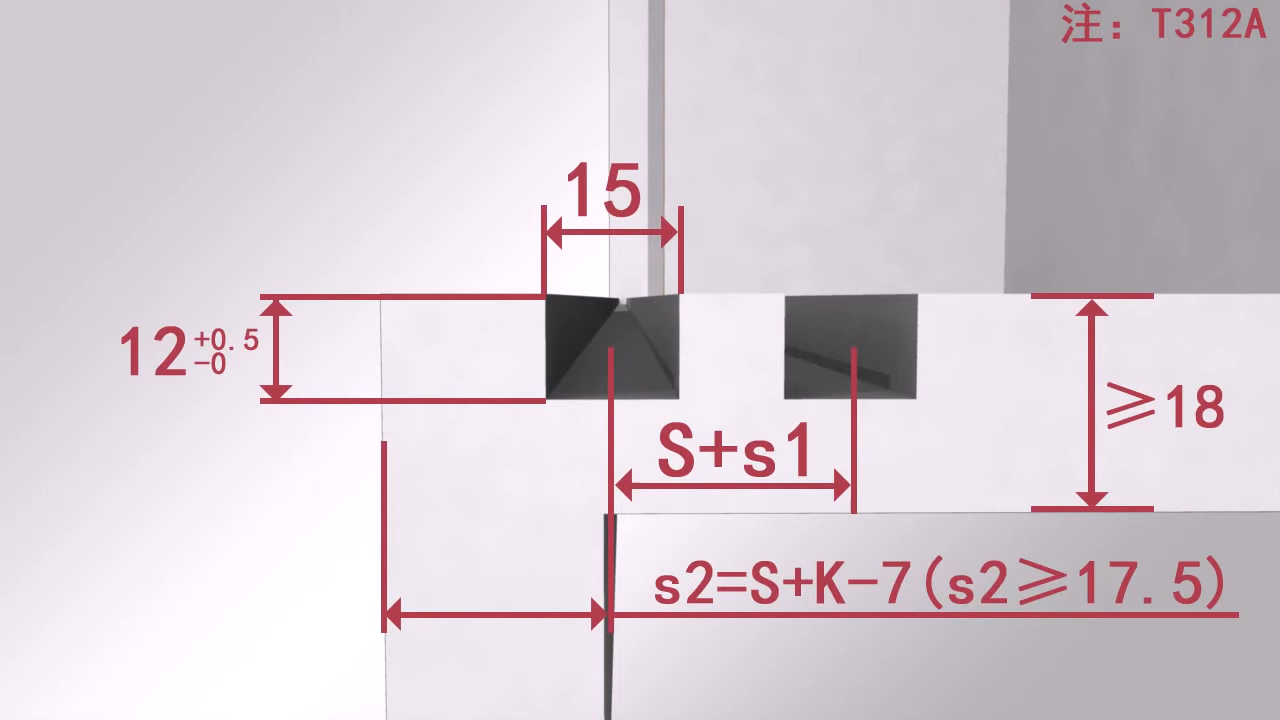 注：T312A
15
12+0.5-0
S+s1
≥18
s2=S+K-7(s2≥17.5)